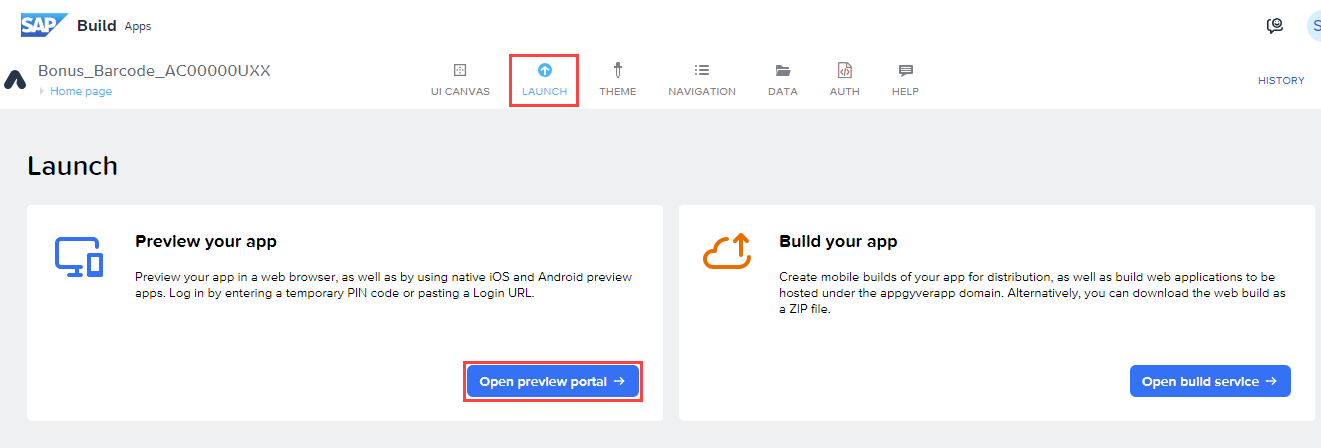 SAP Build Apps
S
Bonus_Barcode_AC00000UXX
Home page
UI CANVAS
LAUNCH
THEME
NAVIGATION
DATA
AUTH
HELP
HISTORY
Launch
Preview your app
Preview your app in a web browser, as well as by using native iOS and Android preview
apps. Log in by entering a temporary PIN code or pasting a Login URL.
Open preview portal →
Build your app
Create mobile builds of your app for distribution, as well as build web applications to be
hosted under the appgyverapp domain. Alternatively, you can download the web build as
a ZIP file.
Open build service →